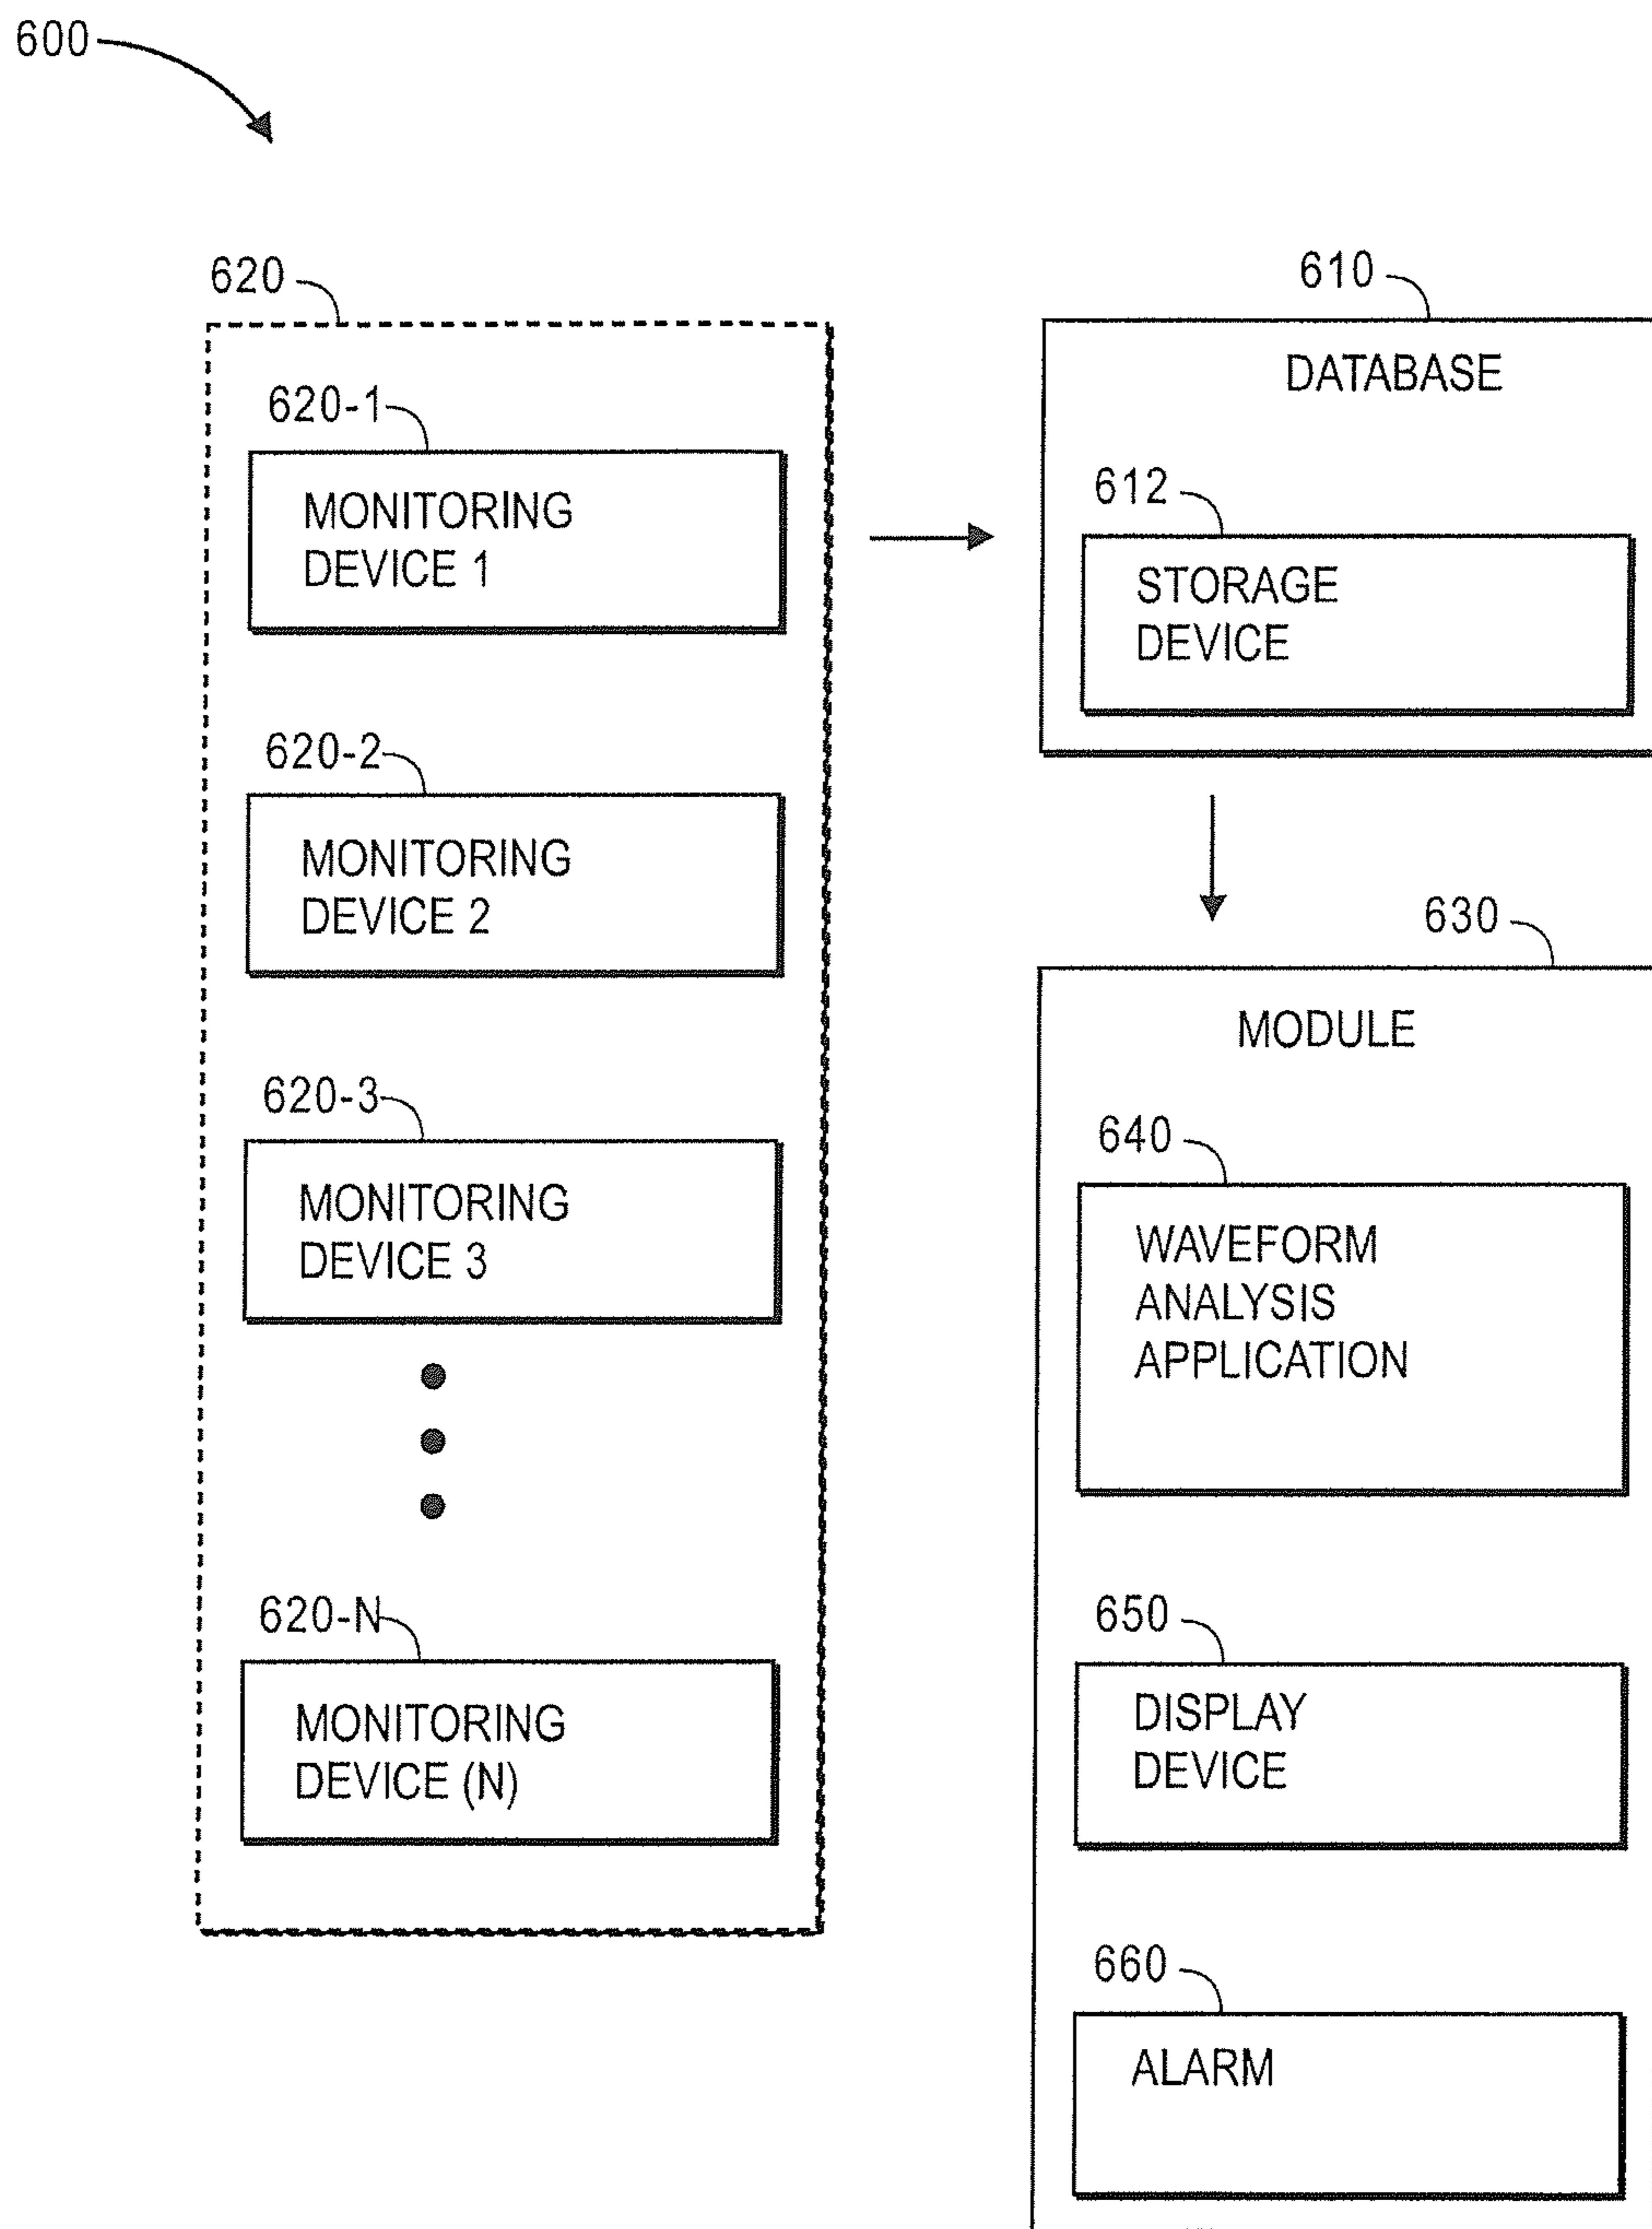 600
620
620-1
MONITORING
DEVICE 1
620-2
MONITORING
DEVICE 2
620-3
MONITORING
DEVICE 3
620-N
MONITORING
DEVICE (N)
610
DATABASE
612
STORAGE
DEVICE
630
MODULE
640
WAVEFORM
ANALYSIS
APPLICATION
650
DISPLAY
DEVICE
660
ALARM